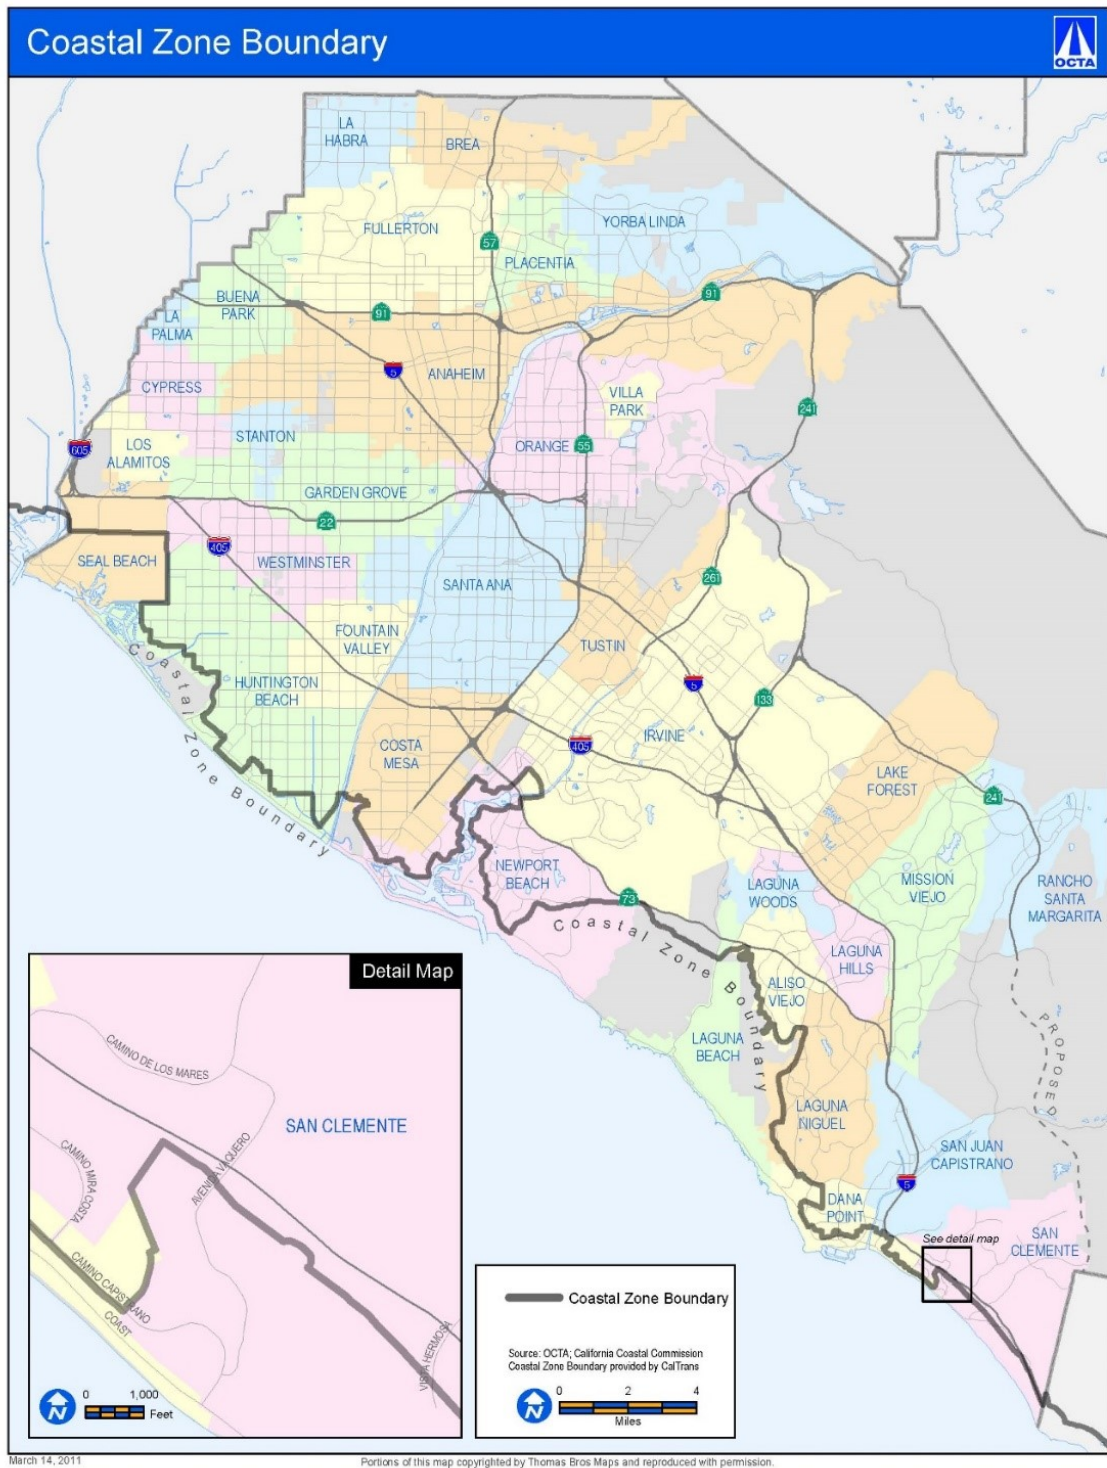 Coastal Zone Boundary
OCTA
LA
HABRA
BREA
FULLERTON
YORBA LINDA
57
PLACENTIA
BUENA
PARK
91
91
LA
PALMA
5
ANAHEIM
CYPRESS
VILLA
PARK
241
STANTON
ORANGE
55
605
LOS
ALAMITOS
GARDEN GROVE
22
405
SEAL BEACH
WESTMINSTER
SANTA ANA
261
FOUNTAIN
VALLEY
TUSTIN
Coastal Zone Boundary
HUNTINGTON
BEACH
5
133
COSTA
MESA
405
IRVINE
LAKE
FOREST
241
NEWPORT
BEACH
73
LAGUNA
WOODS
MISSION
VIEJO
RANCHO
SANTA
MARGARITA
Coastal Zone Boundary
LAGUNA
HILLS
ALISO
VIEJO
LAGUNA
BEACH
PROPOSED
LAGUNA
NIGUEL
SAN JUAN
CAPISTRANO
5
DANA
POINT
See detail map
SAN
CLEMENTE
Detail Map
CAMINO DE LOS MARES
SAN CLEMENTE
CAMINO MIRA
COSTA
AVENIDA VAQUERO
CAMINO CAPISTRANO
COAST
VISTA HERMOSA
N
0 1,000
Feet
Coastal Zone Boundary
Source: OCTA; California Coastal Commission
Coastal Zone Boundary provided by CalTrans
N
0 2 4
Miles
March 14, 2011
Portions of this map copyrighted by Thomas Bros Maps and reproduced with permission.